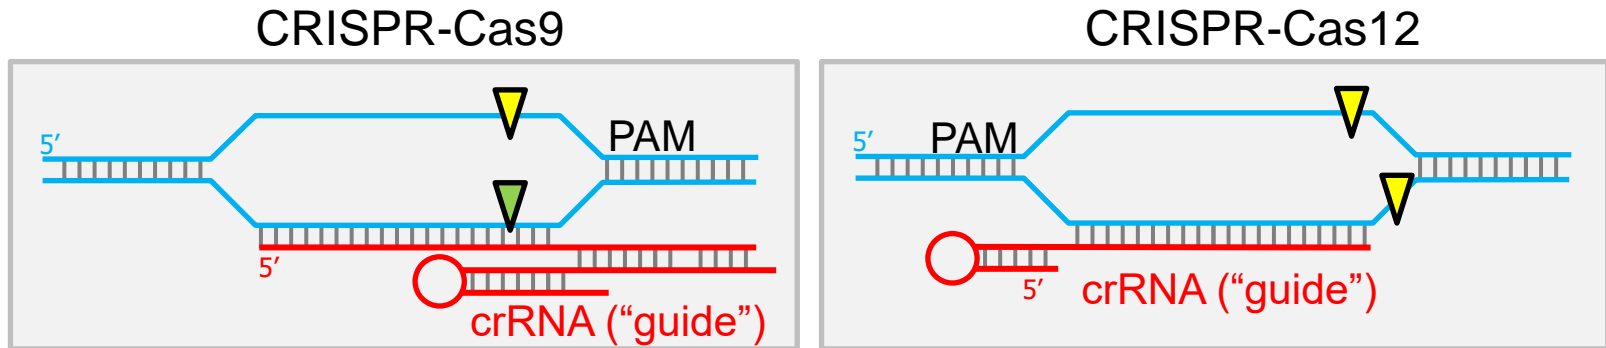 CRISPR-Cas9
5′
PAM
5′
crRNA (“guide”)
CRISPR-Cas12
5′
PAM
5′
crRNA (“guide”)